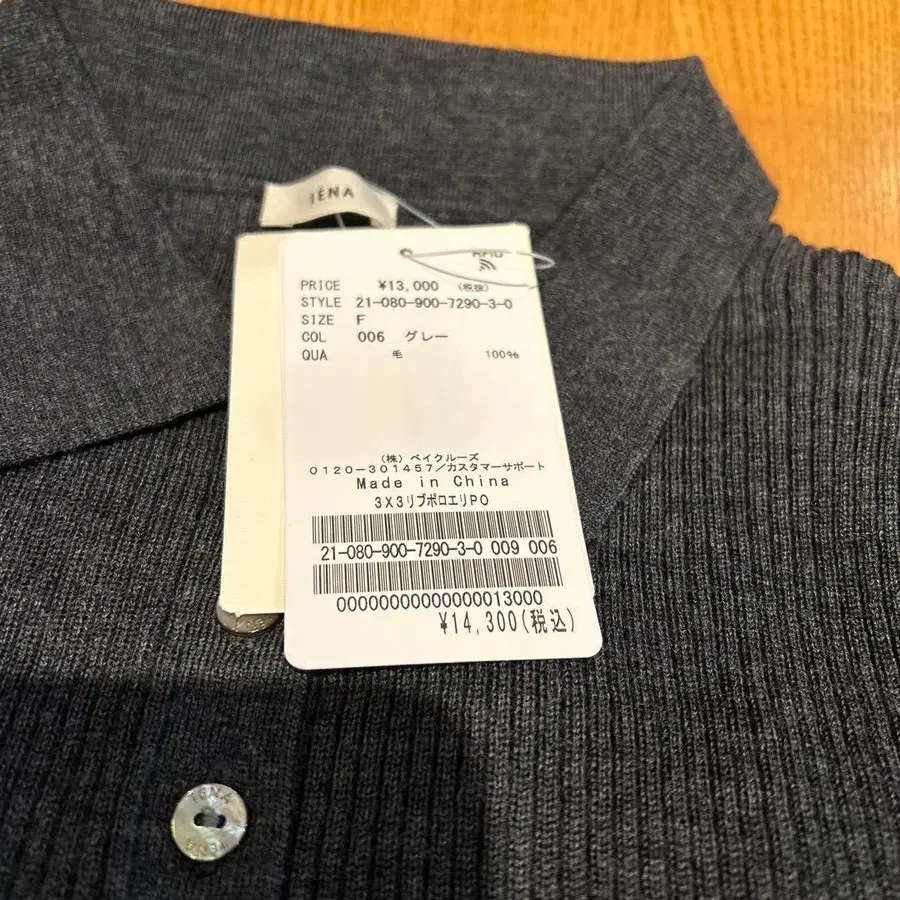 IÉNA
RFID
PRICE ¥13,000 (税抜)
STYLE 21-080-900-7290-3-0
SIZE F
COL 006 グレー
QUA 毛 100%
(株) ベイクルーズ
0120-301457/カスタマーサポート
Made in China
3X3リブポロエリPO
21-080-900-7290-3-0 009 006
00000000000000013000
¥14,300(税込)
IENA
IENA